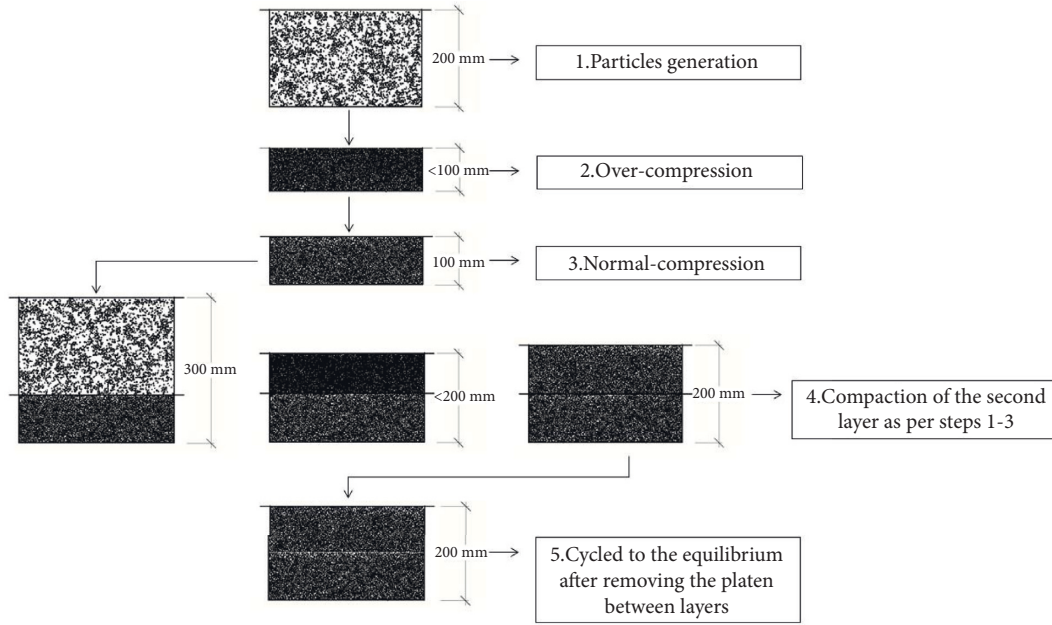 200 mm
1.Particles generation
<100 mm
2.Over-compression
100 mm
3.Normal-compression
300 mm
<200 mm
200 mm
4.Compaction of the second
layer as per steps 1-3
200 mm
5.Cycled to the equilibrium
after removing the platen
between layers